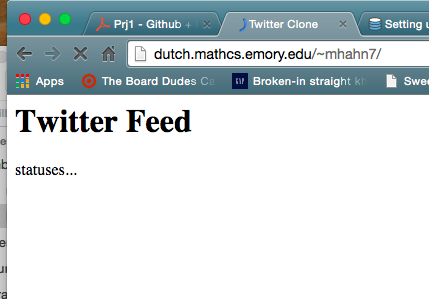 Prj1 - Github +
Twitter Clone
Setting u
dutch.mathcs.emory.edu/~mhahn7/
Apps
The Board Dudes Ca
GAP
Broken-in straight kh
Swee
Twitter Feed
statuses...